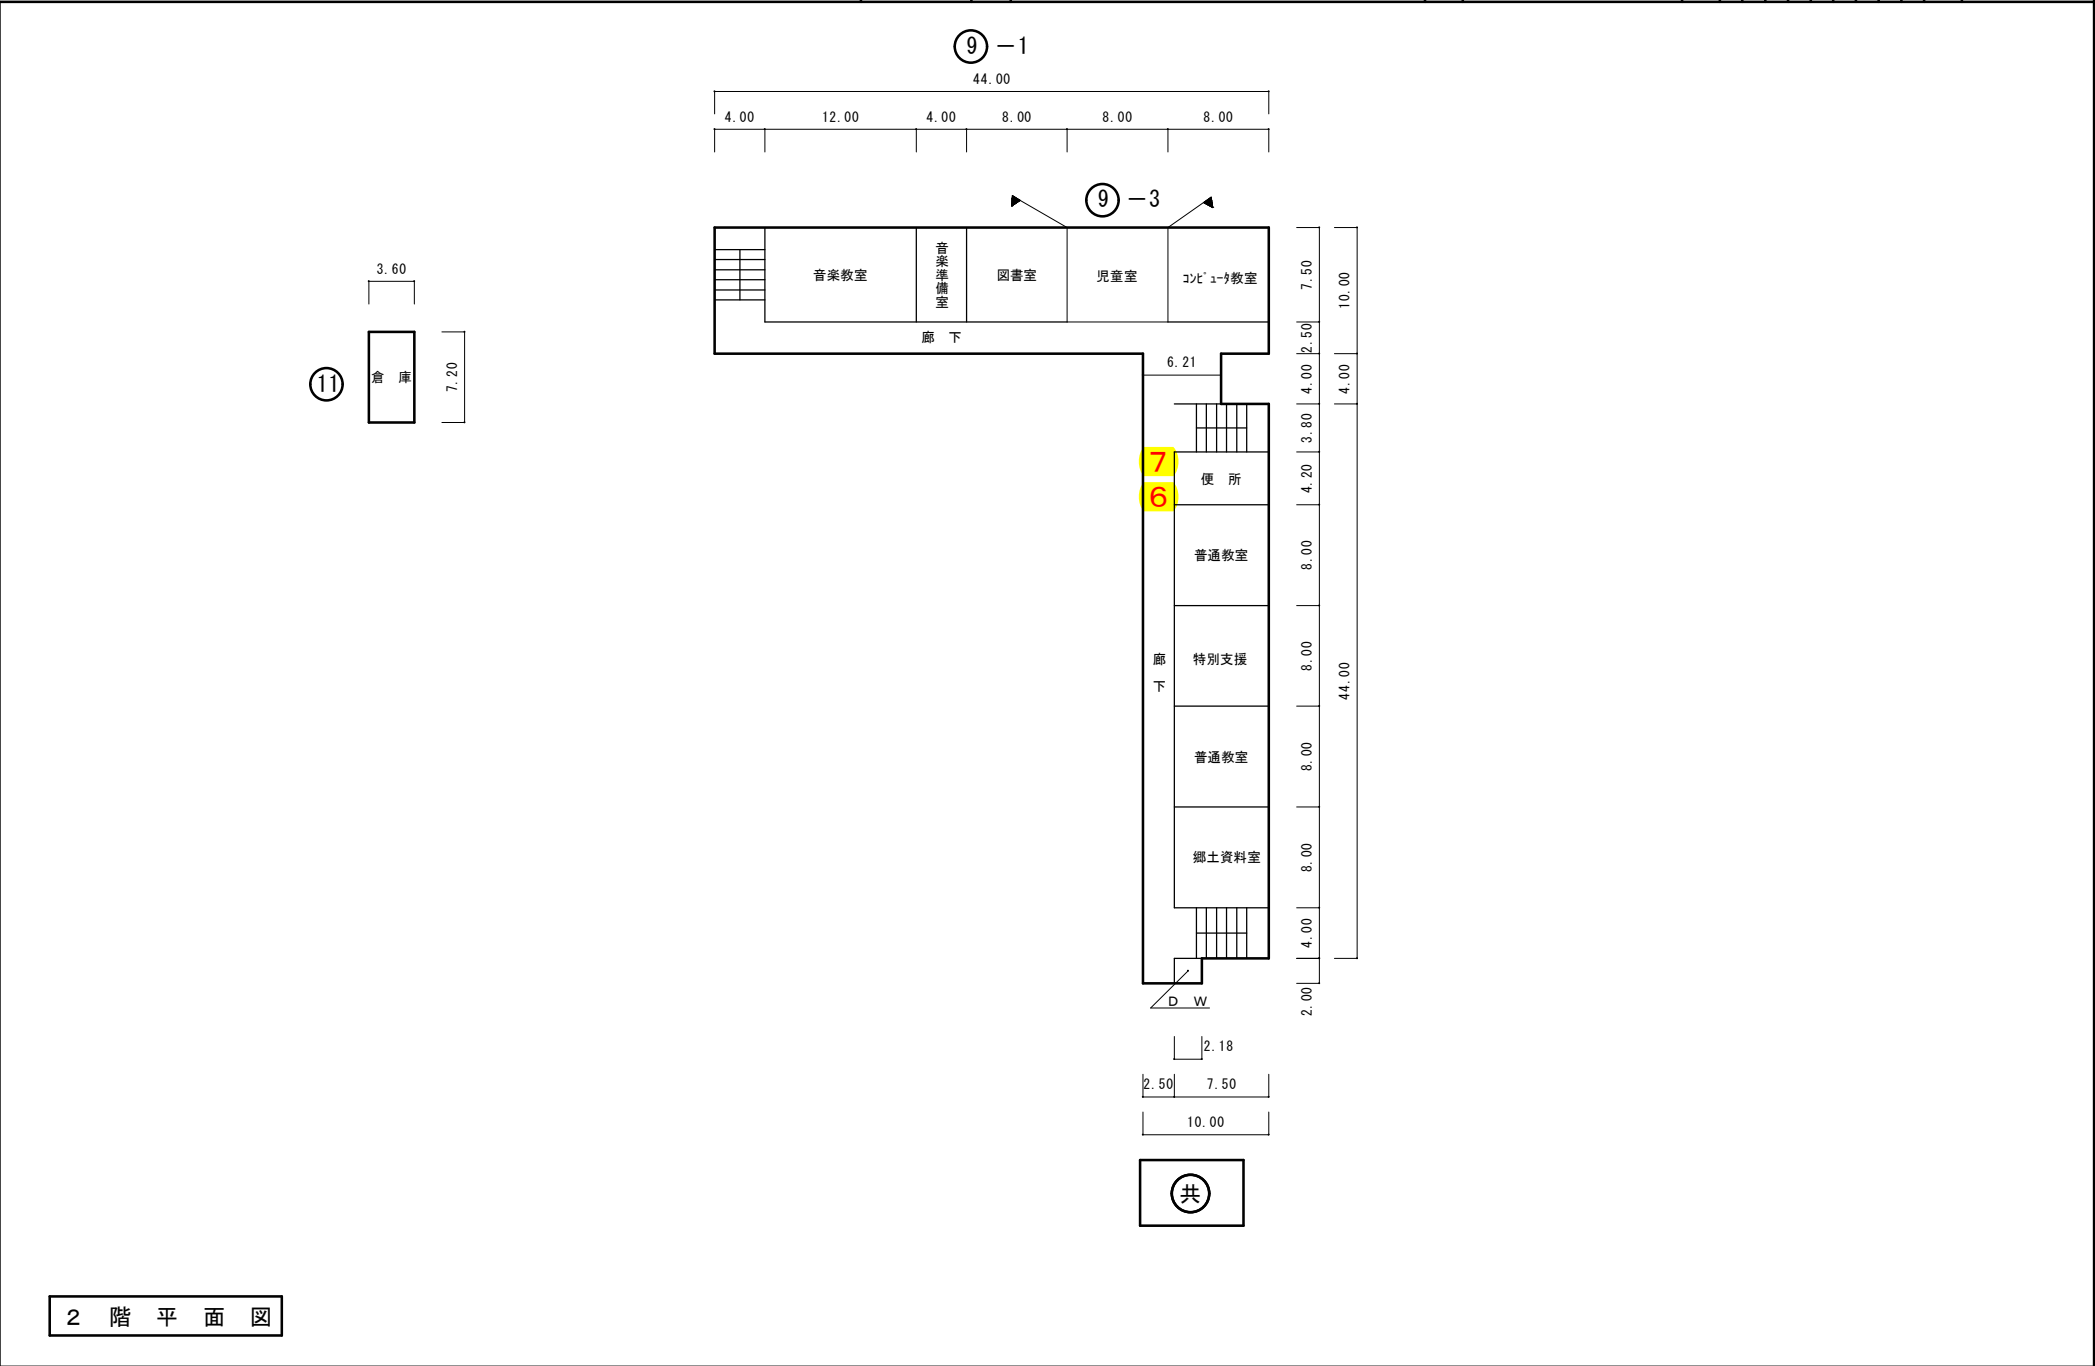 ⑨－1
44.00
4.00 12.00 4.00 8.00 8.00 8.00
⑨－3
音楽教室
音楽準備室
図書室
児童室
ｺﾝﾋﾟｭｰﾀ教室
廊 下
7.50
10.00
2.50
3.60
⑪
倉 庫
7.20
6.21
4.00
4.00
3.80
7
6
便 所
4.20
普通教室
8.00
廊下
特別支援
8.00
44.00
普通教室
8.00
郷土資料室
8.00
4.00
D W
2.00
2.18
2.50 7.50
10.00
共
2 階 平 面 図